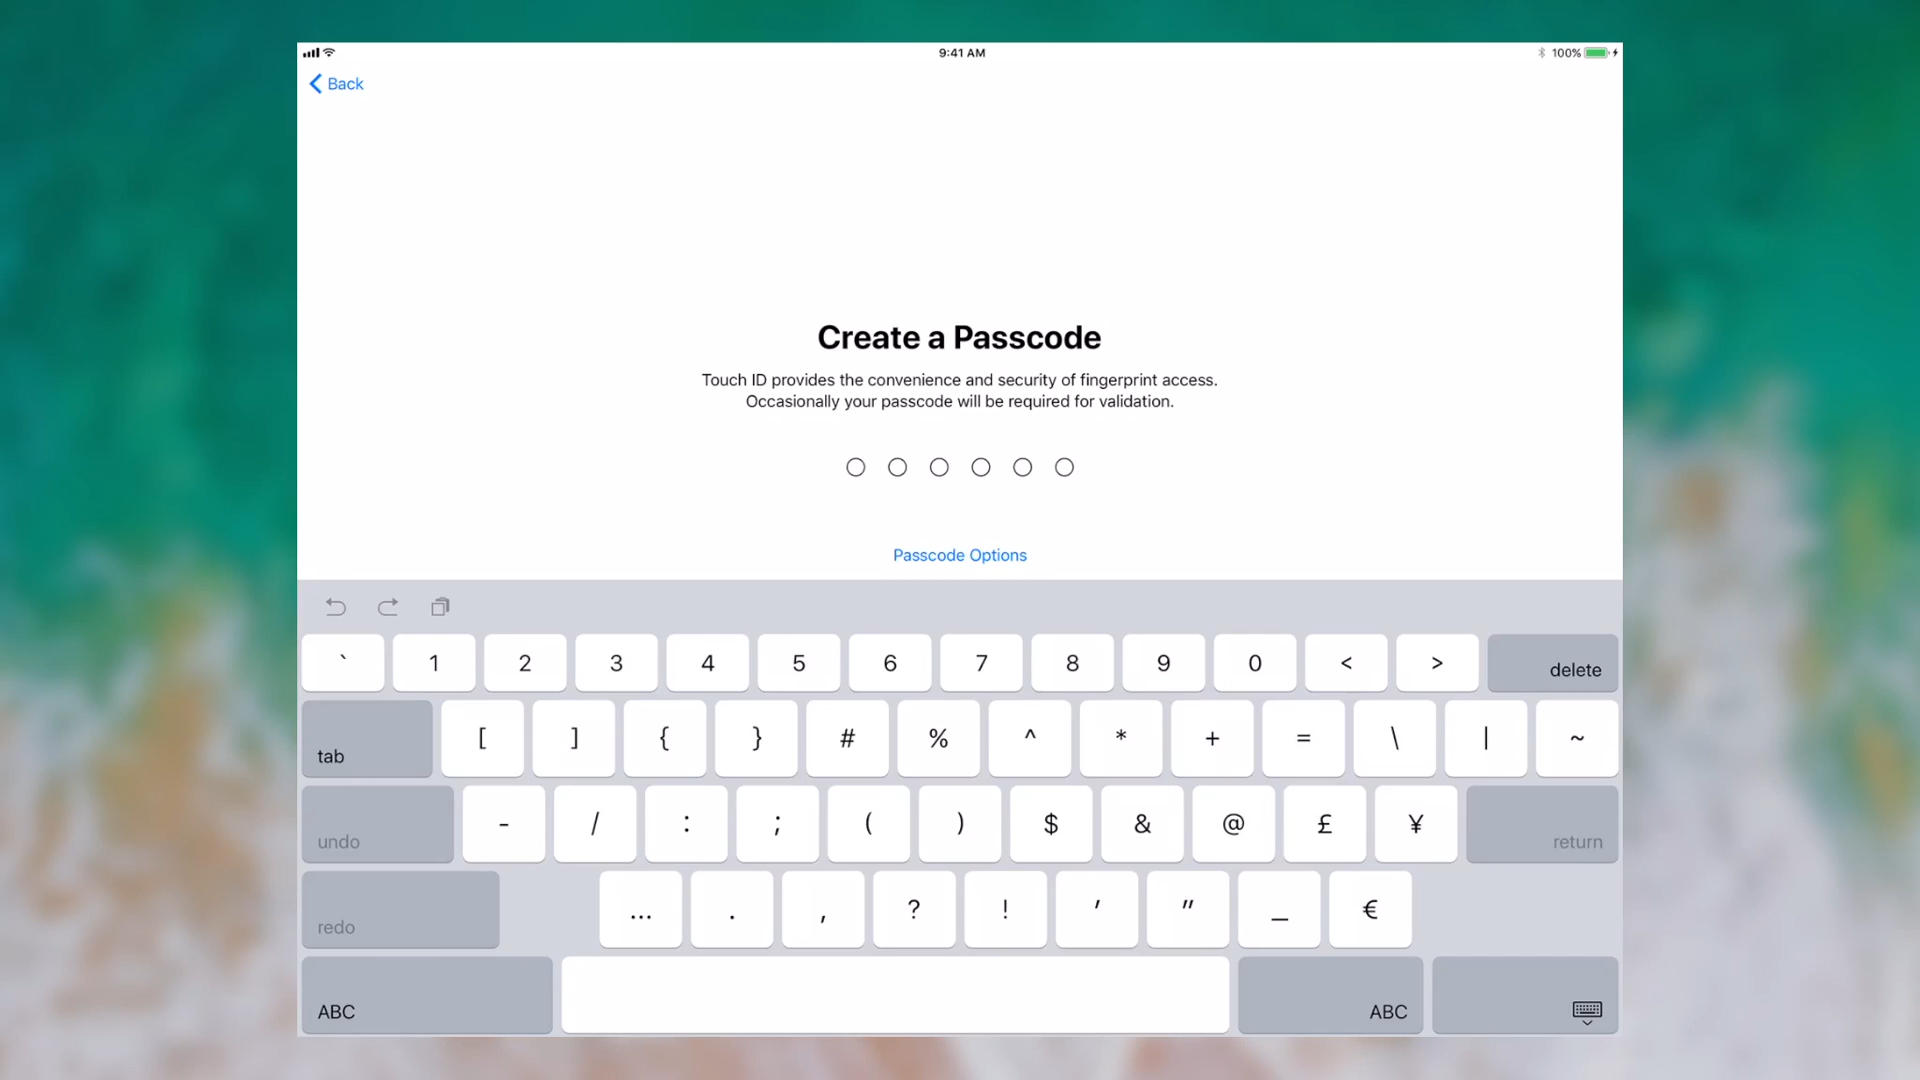 9:41 AM
100%
Back
Create a Passcode
Touch ID provides the convenience and security of fingerprint access.
Occasionally your passcode will be required for validation.
Passcode Options
` 1 2 3 4 5 6 7 8 9 0 < > delete
tab [ ] { } # % ^ * + = \ | ~
undo - / : ; ( ) $ & @ £ ¥ return
redo ... . , ? ! ' " _ €
ABC ABC